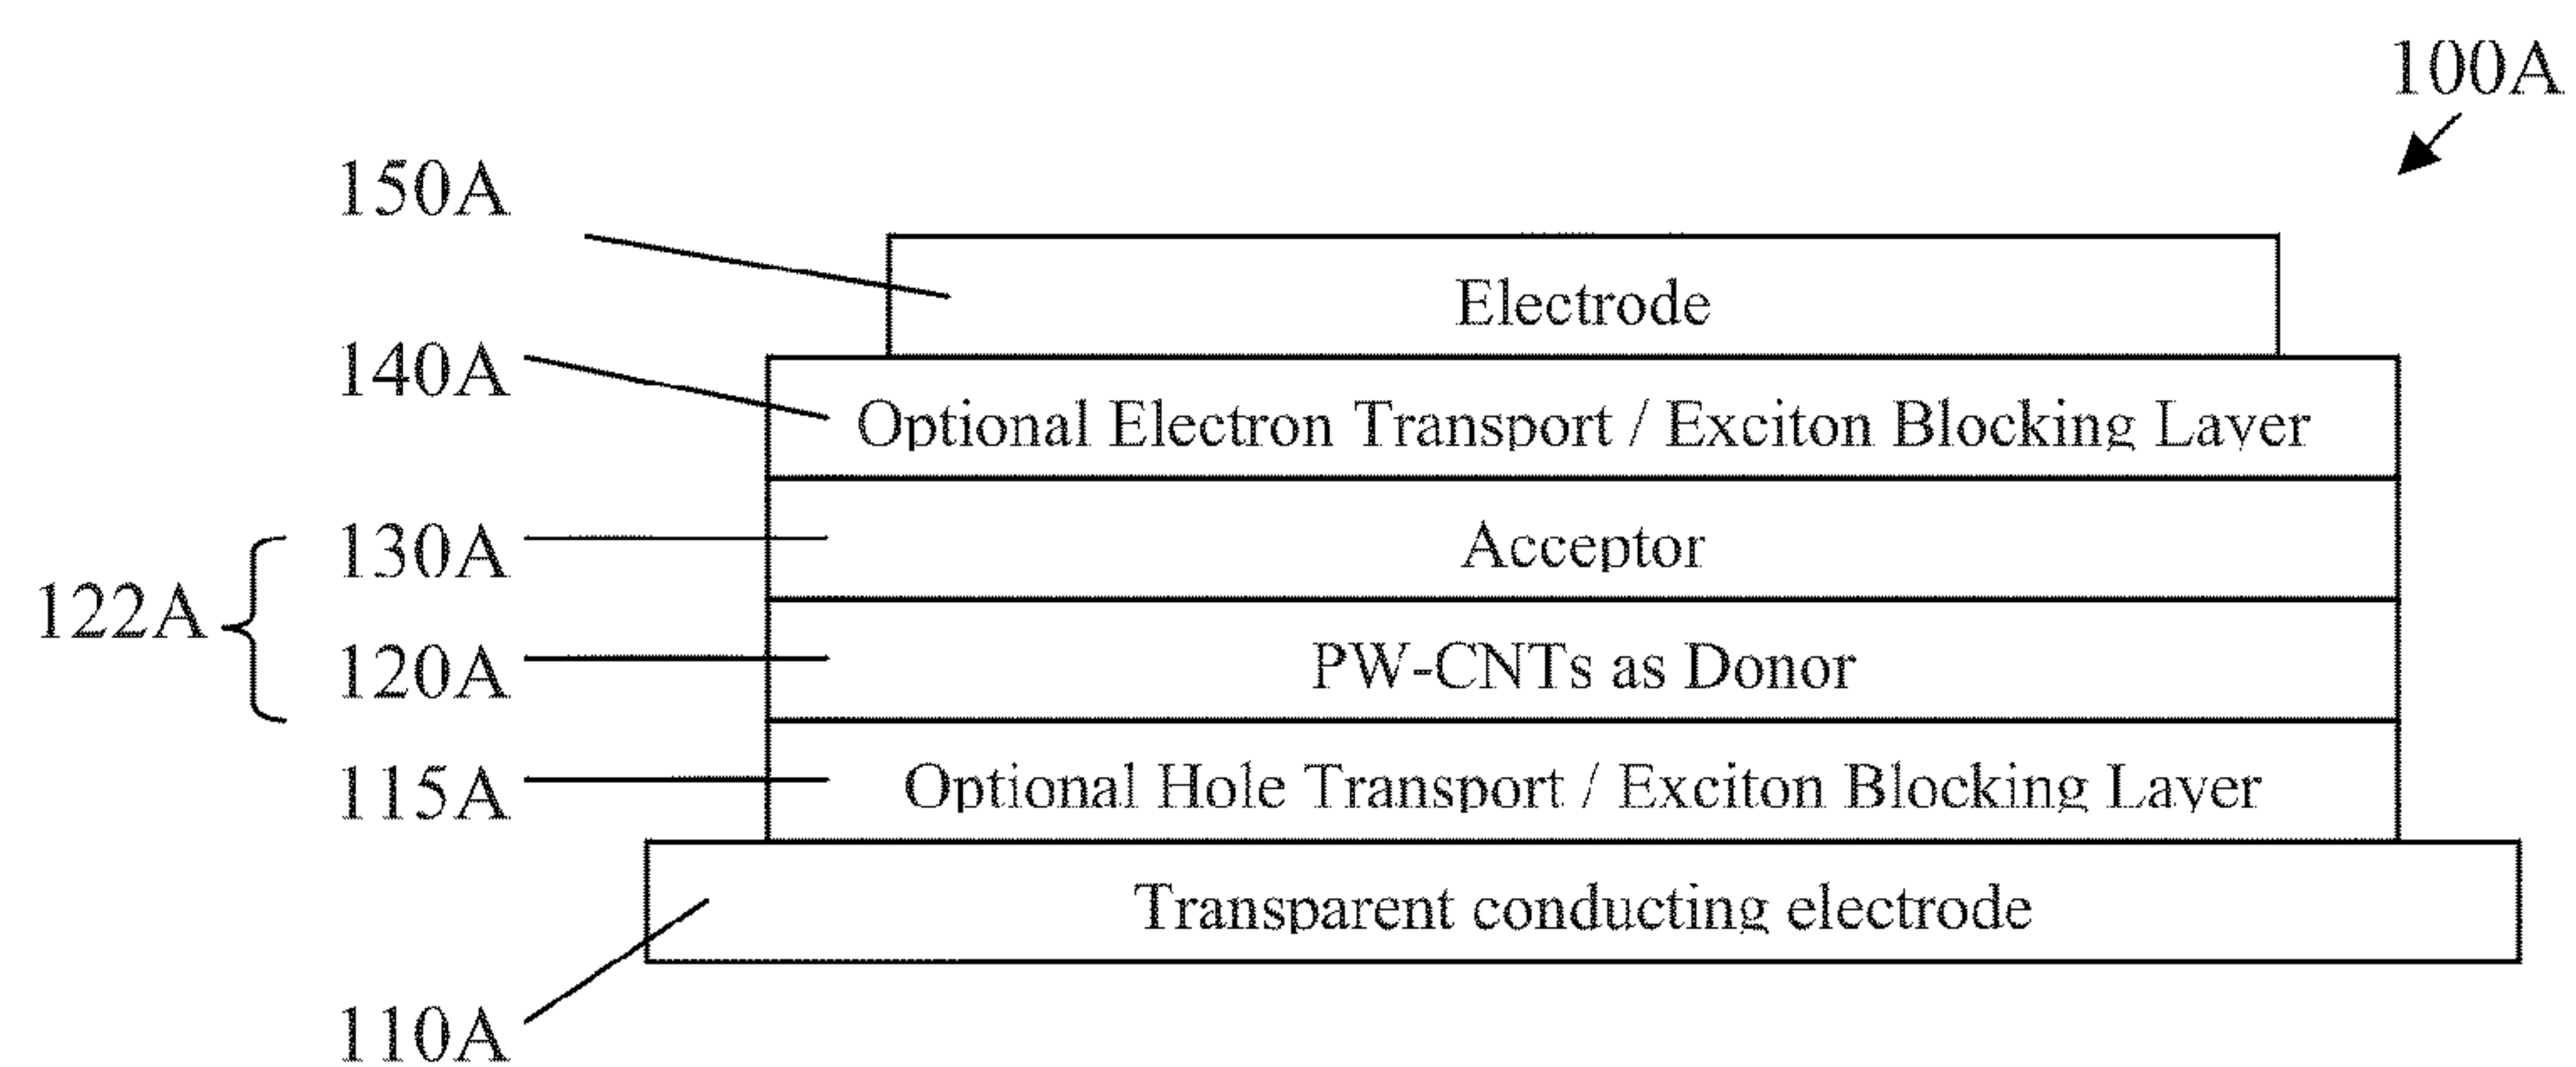 100A
150A
Electrode
140A
Optional Electron Transport / Exciton Blocking Layer
130A
Acceptor
122A
120A
PW-CNTs as Donor
115A
Optional Hole Transport / Exciton Blocking Layer
Transparent conducting electrode
110A